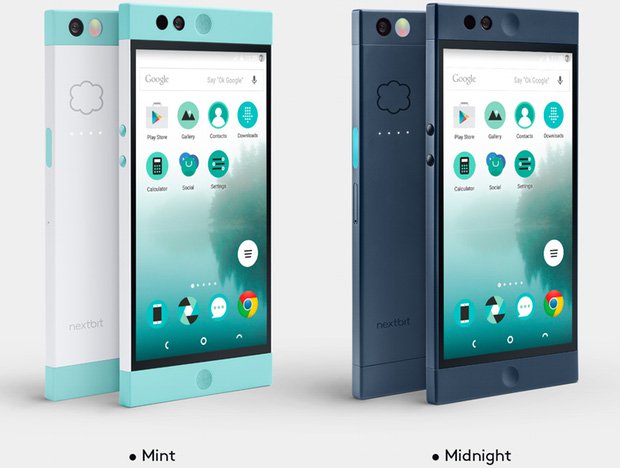 Google Say "Ok Google"
Play Store Gallery Contacts Downloads
Calculator Social Settings
nextbit
Google Say "Ok Google"
Play Store Gallery Contacts Downloads
Calculator Social Settings
nextbit
• Mint
• Midnight